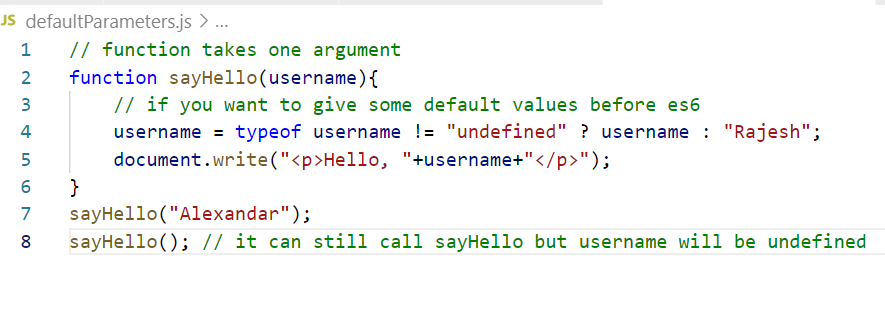 JS defaultParameters.js > ...
1 // function takes one argument
2 function sayHello(username){
3     // if you want to give some default values before es6
4     username = typeof username != "undefined" ? username : "Rajesh";
5     document.write("<p>Hello, "+username+"</p>");
6 }
7 sayHello("Alexandar");
8 sayHello(); // it can still call sayHello but username will be undefined